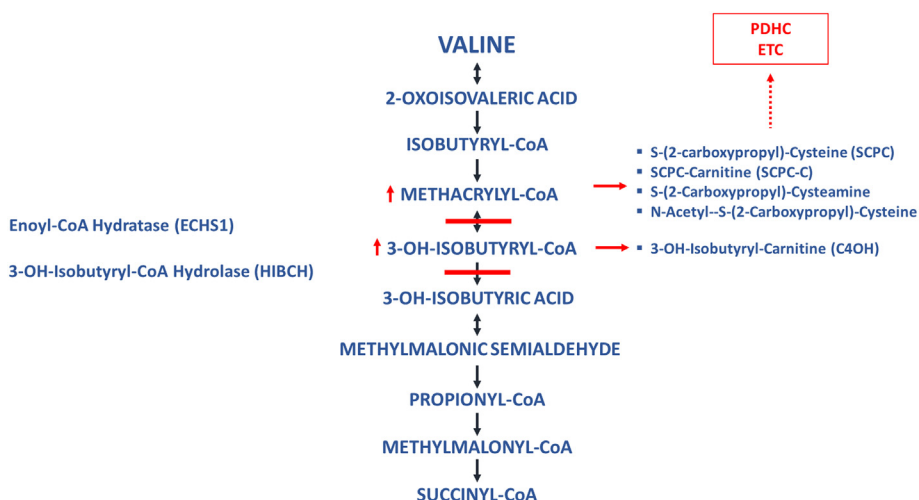 PDHC
ETC
VALINE
2-OXOISOVALERIC ACID
ISOBUTYRYL-CoA
METHACRYLYL-CoA
▪ S-(2-carboxypropyl)-Cysteine (SCPC)
▪ SCPC-Carnitine (SCPC-C)
▪ S-(2-Carboxypropyl)-Cysteamine
▪ N-Acetyl--S-(2-Carboxypropyl)-Cysteine
Enoyl-CoA Hydratase (ECHS1)
3-OH-ISOBUTYRYL-CoA
▪ 3-OH-Isobutyryl-Carnitine (C4OH)
3-OH-Isobutyryl-CoA Hydrolase (HIBCH)
3-OH-ISOBUTYRIC ACID
METHYLMALONIC SEMIALDEHYDE
PROPIONYL-CoA
METHYLMALONYL-CoA
SUCCINYL-CoA